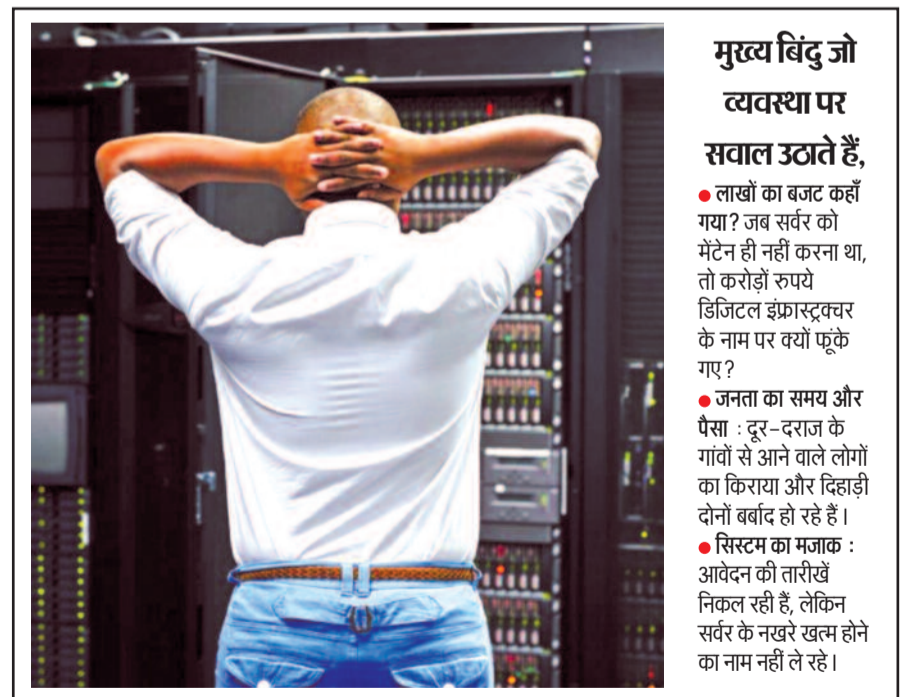 मुख्य बिंदु जो
व्यवस्था पर
सवाल उठाते हैं,
● लाखों का बजट कहाँ
गया? जब सर्वर को
मेंटेन ही नहीं करना था,
तो करोड़ों रुपये
डिजिटल इंफ्रास्ट्रक्चर
के नाम पर क्यों फूंके
गए?
● जनता का समय और
पैसा : दूर-दराज के
गांवों से आने वाले लोगों
का किराया और दिहाड़ी
दोनों बर्बाद हो रहे हैं।
● सिस्टम का मजाक :
आवेदन की तारीखें
निकल रही हैं, लेकिन
सर्वर के नखरे खत्म होने
का नाम नहीं ले रहे।